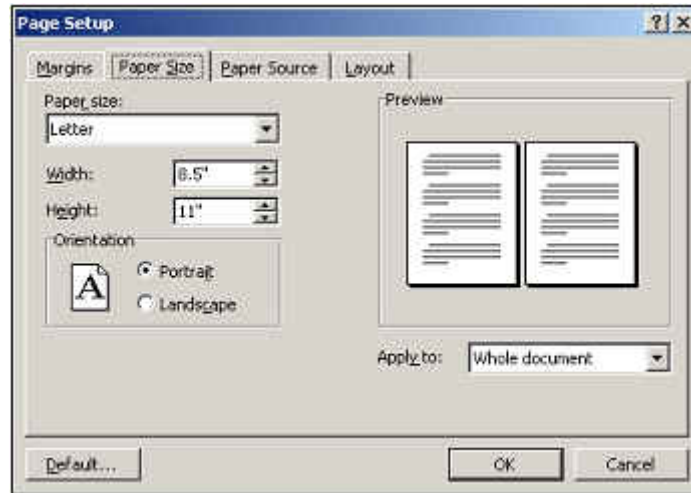 Page Setup
Margins Paper Size Paper Source Layout
Paper size:
Letter
Width: 8.5"
Height: 11"
Orientation
A
Portrait
Landscape
Preview
Apply to: Whole document
Default... OK Cancel